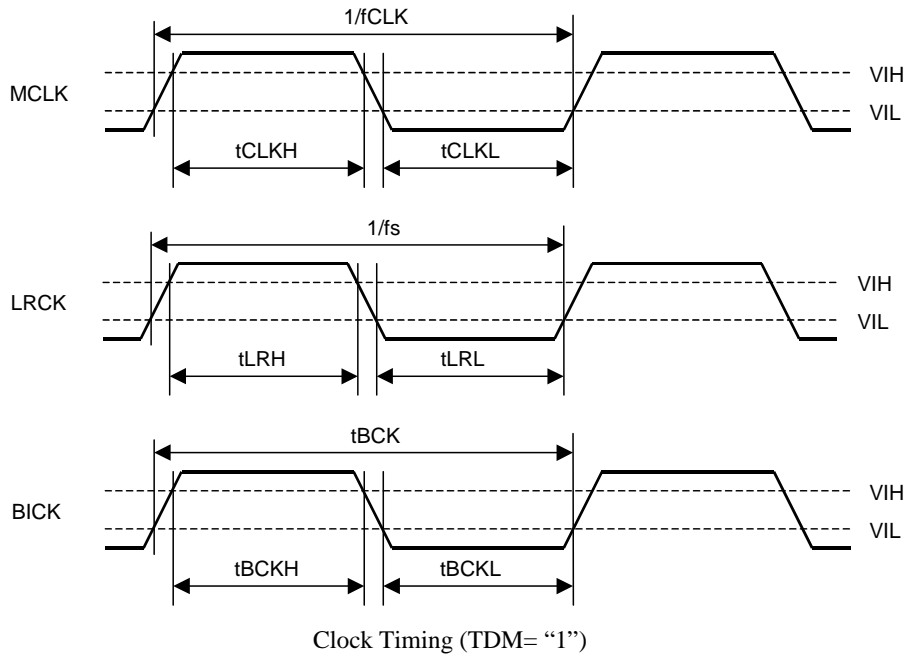 1/fCLK
VIH
MCLK
VIL
tCLKH
tCLKL
1/fs
VIH
LRCK
VIL
tLRH
tLRL
tBCK
VIH
BICK
VIL
tBCKH
tBCKL
Clock Timing (TDM= “1”)